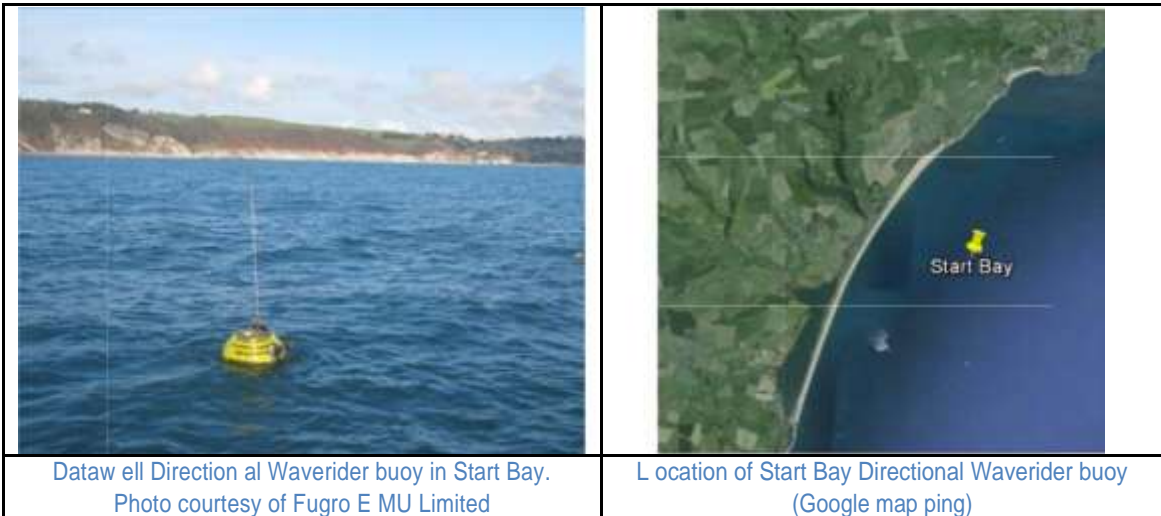 Start Bay
Dataw ell Direction al Waverider buoy in Start Bay.
Photo courtesy of Fugro E MU Limited
L ocation of Start Bay Directional Waverider buoy
(Google map ping)